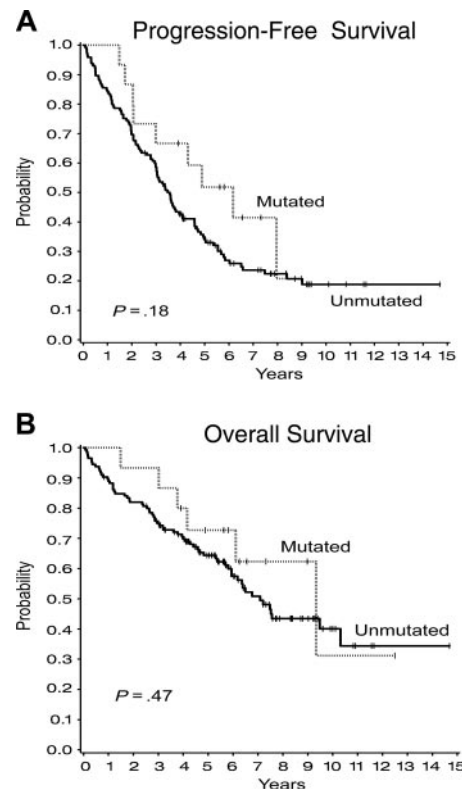 A
Progression-Free Survival
1.0
0.9
0.8
0.7
0.6
0.5
0.4
0.3
0.2
0.1
0.0
Probability
Mutated
Unmutated
P = .18
0 1 2 3 4 5 6 7 8 9 10 11 12 13 14 15
Years
B
Overall Survival
1.0
0.9
0.8
0.7
0.6
0.5
0.4
0.3
0.2
0.1
0.0
Probability
Mutated
Unmutated
P = .47
0 1 2 3 4 5 6 7 8 9 10 11 12 13 14 15
Years